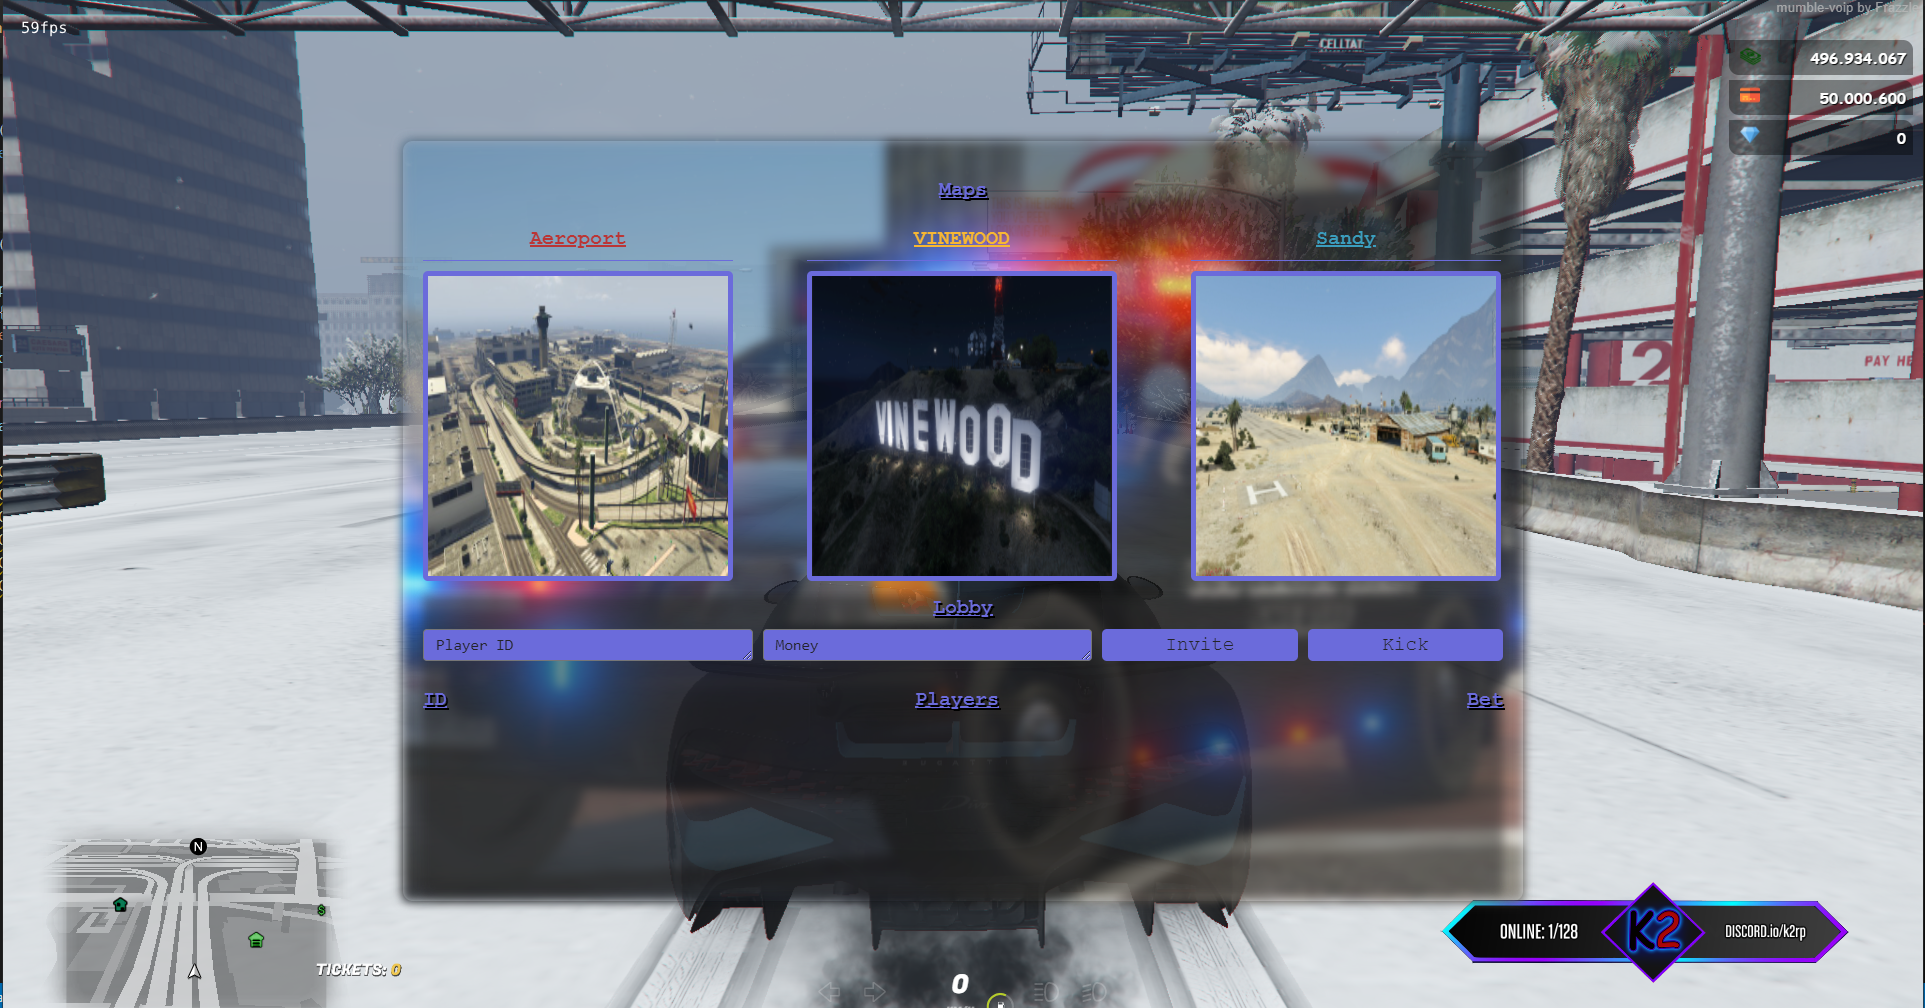 59fps
mumble-voip by Frazzle
CELLTAT
496.934.067
50.000.600
0
Maps
Aeroport
VINEWOOD
Sandy
VINEWOOD
H
2
PAY HE
Lobby
Player ID
Money
Invite
Kick
ID
Players
Bet
N
TICKETS: 0
0
ONLINE: 1/128
K2
DISCORD.io/k2rp